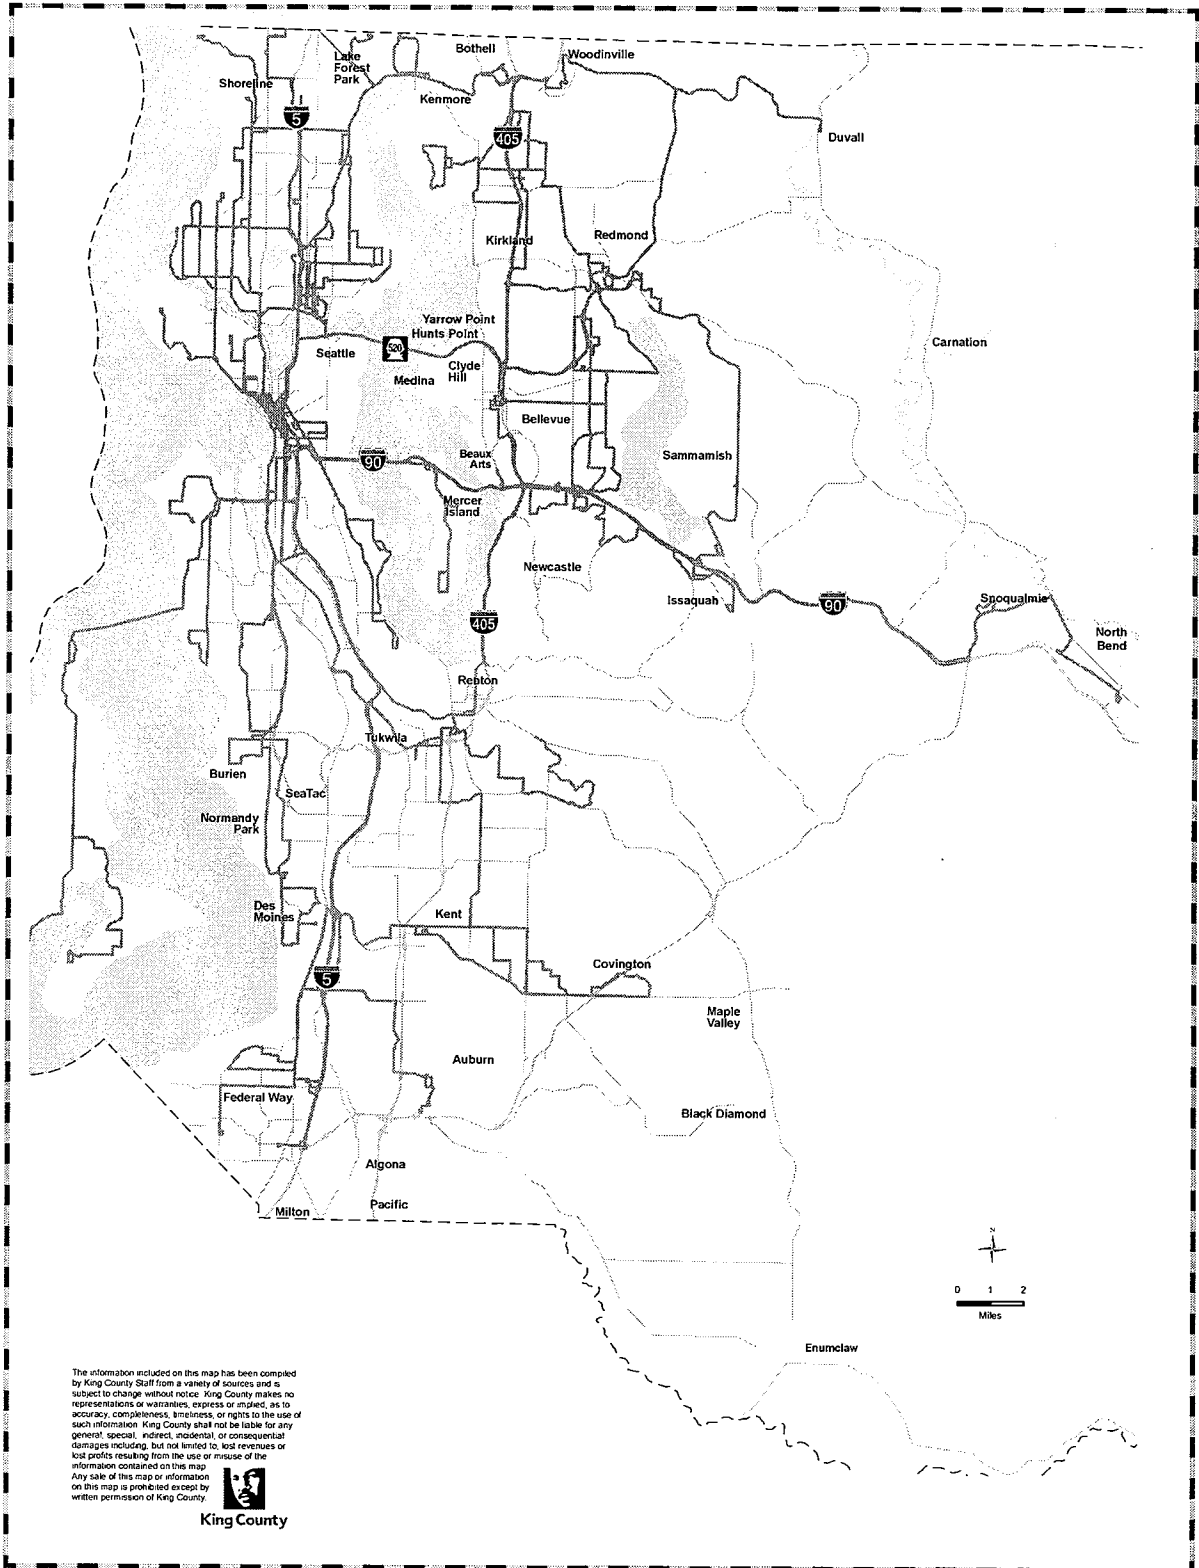 Bothell
Woodinville
Lake
Forest
Park
Shoreline
Kenmore
5
405
Duvall
Kirkland
Redmond
Yarrow Point
Hunts Point
520
Seattle
Clyde
Hill
Medina
Carnation
Bellevue
Beaux
Arts
90
Sammamish
Mercer
Island
Newcastle
Issaquah
90
Snoqualmie
405
North
Bend
Renton
Tukwila
Burien
SeaTac
Normandy
Park
Des
Moines
Kent
Covington
5
Maple
Valley
Auburn
Federal Way
Black Diamond
Algona
Pacific
Milton
N
0 1 2
Miles
Enumclaw
The information included on this map has been compiled
by King County Staff from a variety of sources and is
subject to change without notice. King County makes no
representations or warranties, express or implied, as to
accuracy, completeness, timeliness, or rights to the use of
such information. King County shall not be liable for any
general, special, indirect, incidental, or consequential
damages including, but not limited to, lost revenues or
lost profits resulting from the use or misuse of the
information contained on this map.
Any sale of this map or information
on this map is prohibited except by
written permission of King County.
King County